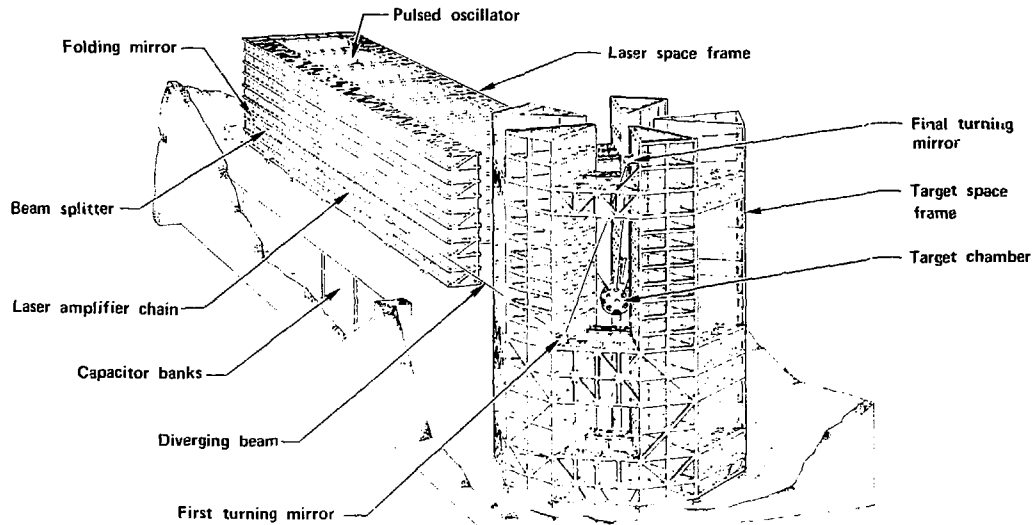 Pulsed oscillator
Folding mirror
Laser space frame
Final turning
mirror
Beam splitter
Target space
frame
Target chamber
Laser amplifier chain
Capacitor banks
Diverging beam
First turning mirror